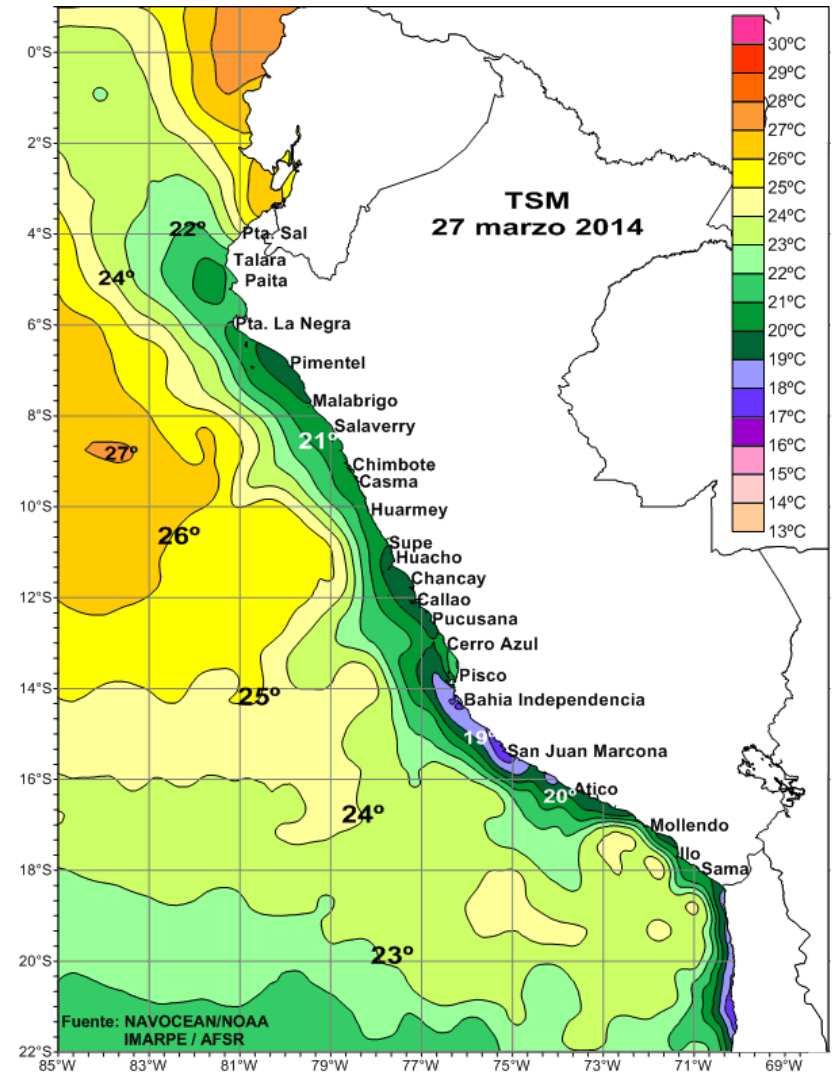 0°S
2°S
4°S
6°S
8°S
10°S
12°S
14°S
16°S
18°S
20°S
22°S
85°W
83°W
81°W
79°W
77°W
75°W
73°W
71°W
69°W
TSM
27 marzo 2014
30ºC
29ºC
28ºC
27ºC
26ºC
25ºC
24ºC
23ºC
22ºC
21ºC
20ºC
19ºC
18ºC
17ºC
16ºC
15ºC
14ºC
13ºC
22º
Pta. Sal
Talara
24º
Paita
Pta. La Negra
Pimentel
Malabrigo
Salaverry
21º
27º
Chimbote
Casma
Huarmey
26º
Supe
Huacho
Chancay
Callao
Pucusana
Cerro Azul
Pisco
25º
Bahia Independencia
19º
San Juan Marcona
Atico
20º
24º
Mollendo
Ilo
Sama
23º
Fuente: NAVOCEAN/NOAA
IMARPE / AFSR